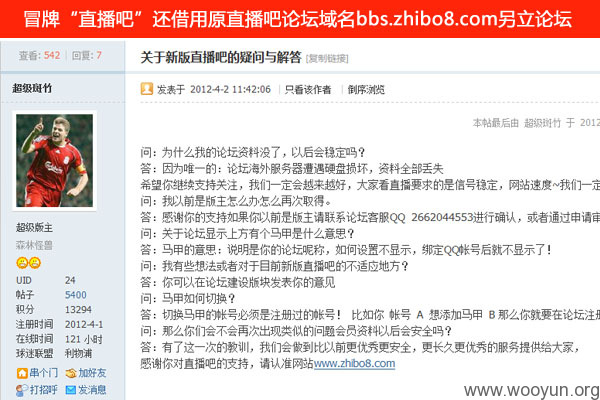 冒牌“直播吧”还借用原直播吧论坛域名bbs.zhibo8.com另立论坛
查看: 542 | 回复: 7
关于新版直播吧的疑问与解答 [复制链接]
超级斑竹
发表于 2012-4-2 11:42:06 | 只看该作者 | 倒序浏览
本帖最后由 超级斑竹 于 2012
问：为什么我的论坛资料没了，以后会稳定吗？
答：因为唯一的：论坛海外服务器遭遇硬盘损坏，资料全部丢失
希望你继续支持关注，我们一定会越来越好，大家看直播要求的是信号稳定，网站速度~我们一定
问：我以前是版主怎么办怎么再次取得。
答：感谢你的支持如果你以前是版主请联系论坛客服QQ 2662044553进行确认，或者通过申请审
问：关于论坛显示上方有个马甲是什么意思？
答：马甲的意思；说明是你的论坛昵称，如何设置不显示，绑定QQ帐号后就不显示了！
问：我有些想法或者对于目前新版直播吧的不适应地方？
答：你可以在论坛建设版块发表你的意见
问：马甲如何切换？
答：切换马甲的帐号必须是注册过的帐号！ 比如你 帐号 A 想添加马甲 B 那么你就要在论坛注册
问：那么你们会不会再次出现类似的问题会员资料以后会安全吗？
答：有了这一次的教训，我们会做到比以前更优秀更安全，更长久更优秀的服务提供给大家，
感谢你对直播吧的支持，请认准网站www.zhibo8.com
超级版主
森林怪兽
UID 24
帖子 5400
积分 13294
注册时间 2012-4-1
在线时间 121 小时
球迷联盟 利物浦
串个门 加好友
打招呼 发消息
www.wooyun.org